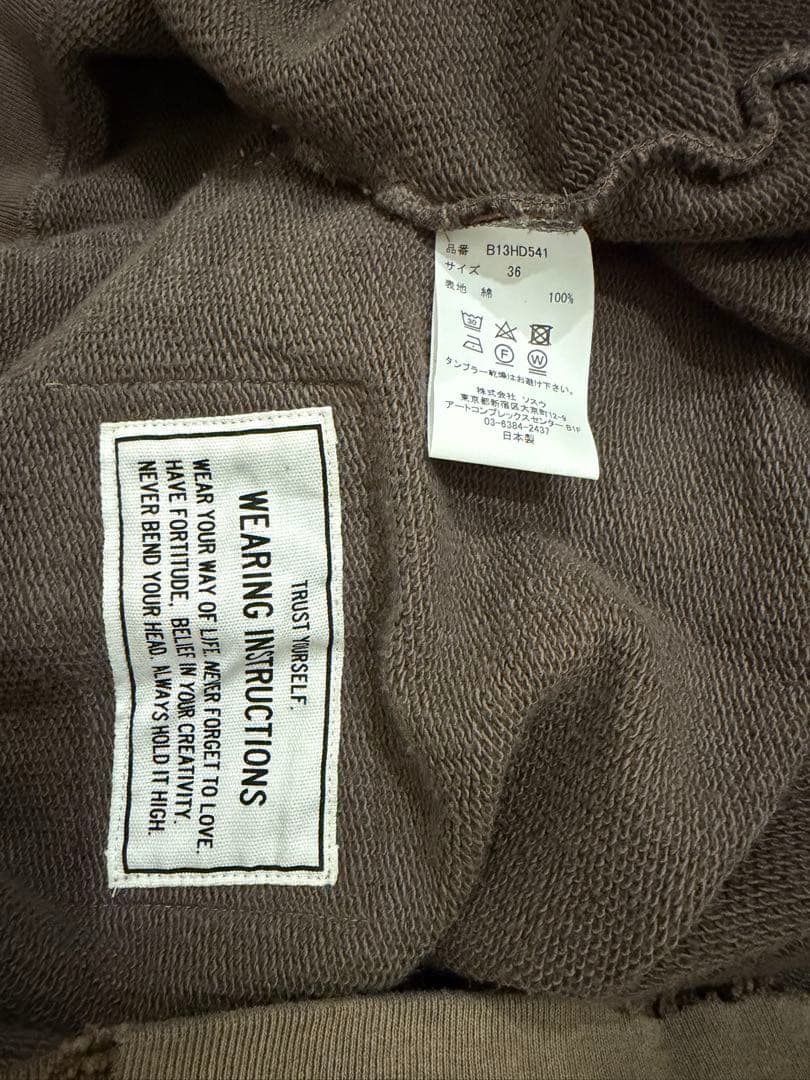 品番 B13HD541
サイズ 36
表地 綿 100%
30
F W
タンブラー乾燥はお避け下さい。
株式会社 ソスウ
東京都新宿区大京町12-9
アートコンプレックスセンター B1F
03-6384-2437
日本製
TRUST YOURSELF.
WEARING INSTRUCTIONS
WEAR YOUR WAY OF LIFE. NEVER FORGET TO LOVE.
HAVE FORTITUDE, BELIEF IN YOUR CREATIVITY.
NEVER BEND YOUR HEAD. ALWAYS HOLD IT HIGH.